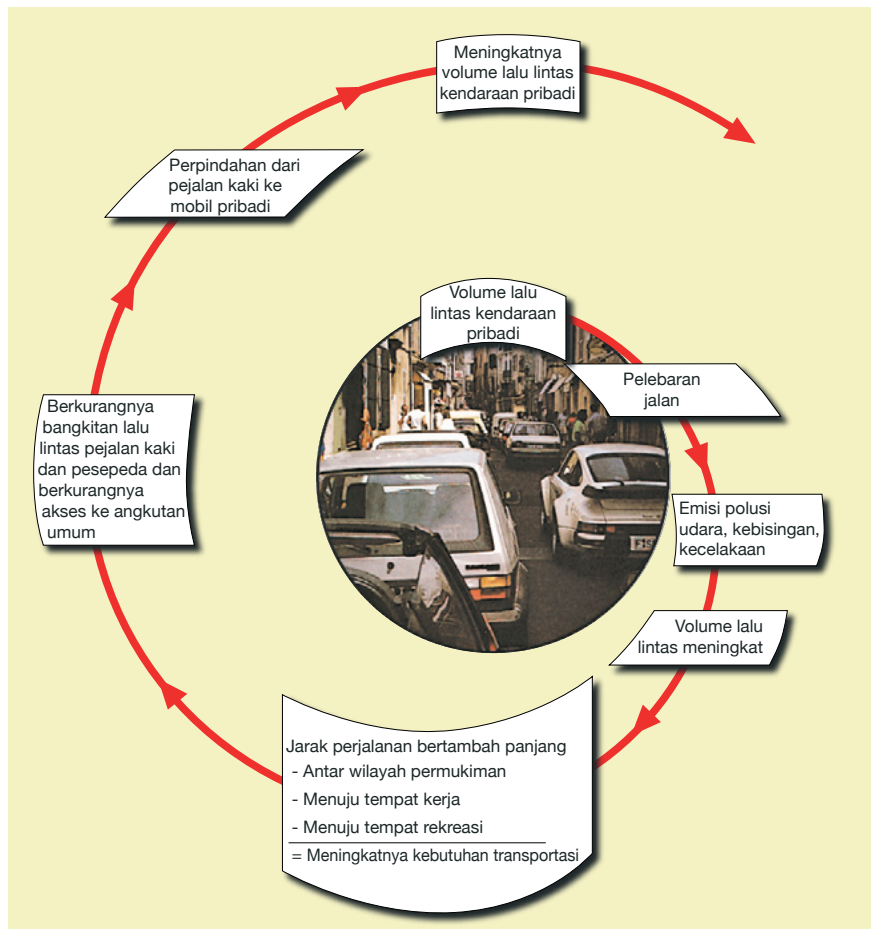 Meningkatnya
volume lalu lintas
kendaraan pribadi
Perpindahan dari
pejalan kaki ke
mobil pribadi
Volume lalu
lintas kendaraan
pribadi
Pelebaran
jalan
Berkurangnya
bangkitan lalu
lintas pejalan kaki
dan pesepeda dan
berkurangnya
akses ke angkutan
umum
Emisi polusi
udara, kebisingan,
kecelakaan
Volume lalu
lintas meningkat
Jarak perjalanan bertambah panjang
- Antar wilayah permukiman
- Menuju tempat kerja
- Menuju tempat rekreasi
= Meningkatnya kebutuhan transportasi